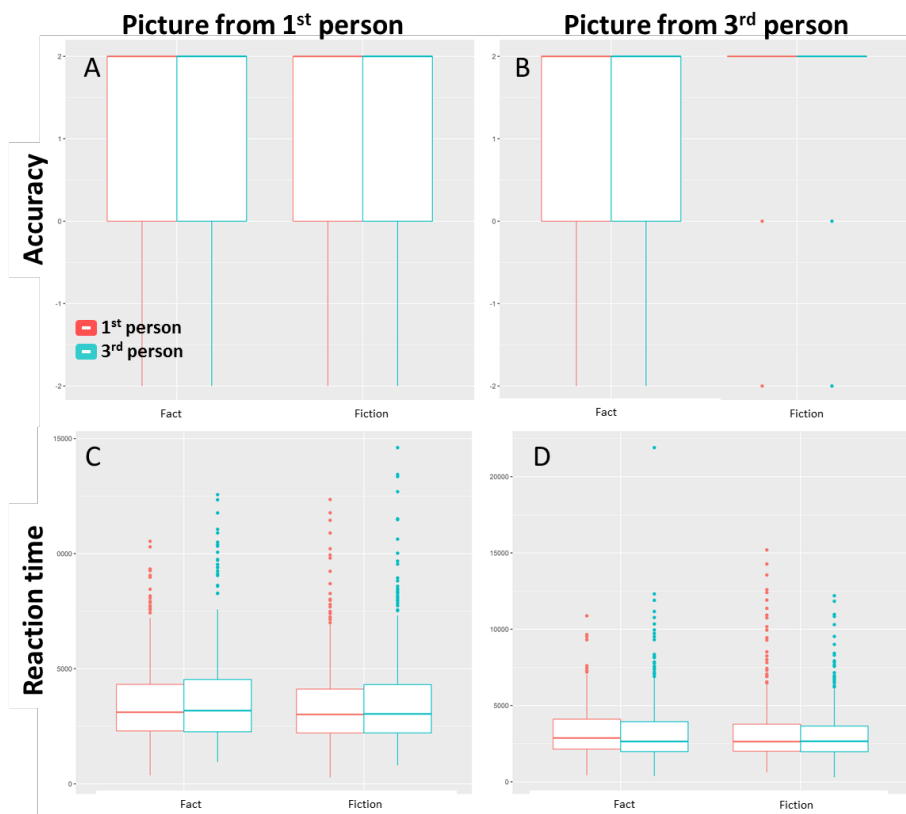 Picture from 1st person
Picture from 3rd person
Accuracy
A
2
1
0
-1
-2
1st person
3rd person
Fact
Fiction
B
2
1
0
-1
-2
Fact
Fiction
Reaction time
C
15000
0000
5000
0
Fact
Fiction
D
20000
15000
10000
5000
0
Fact
Fiction